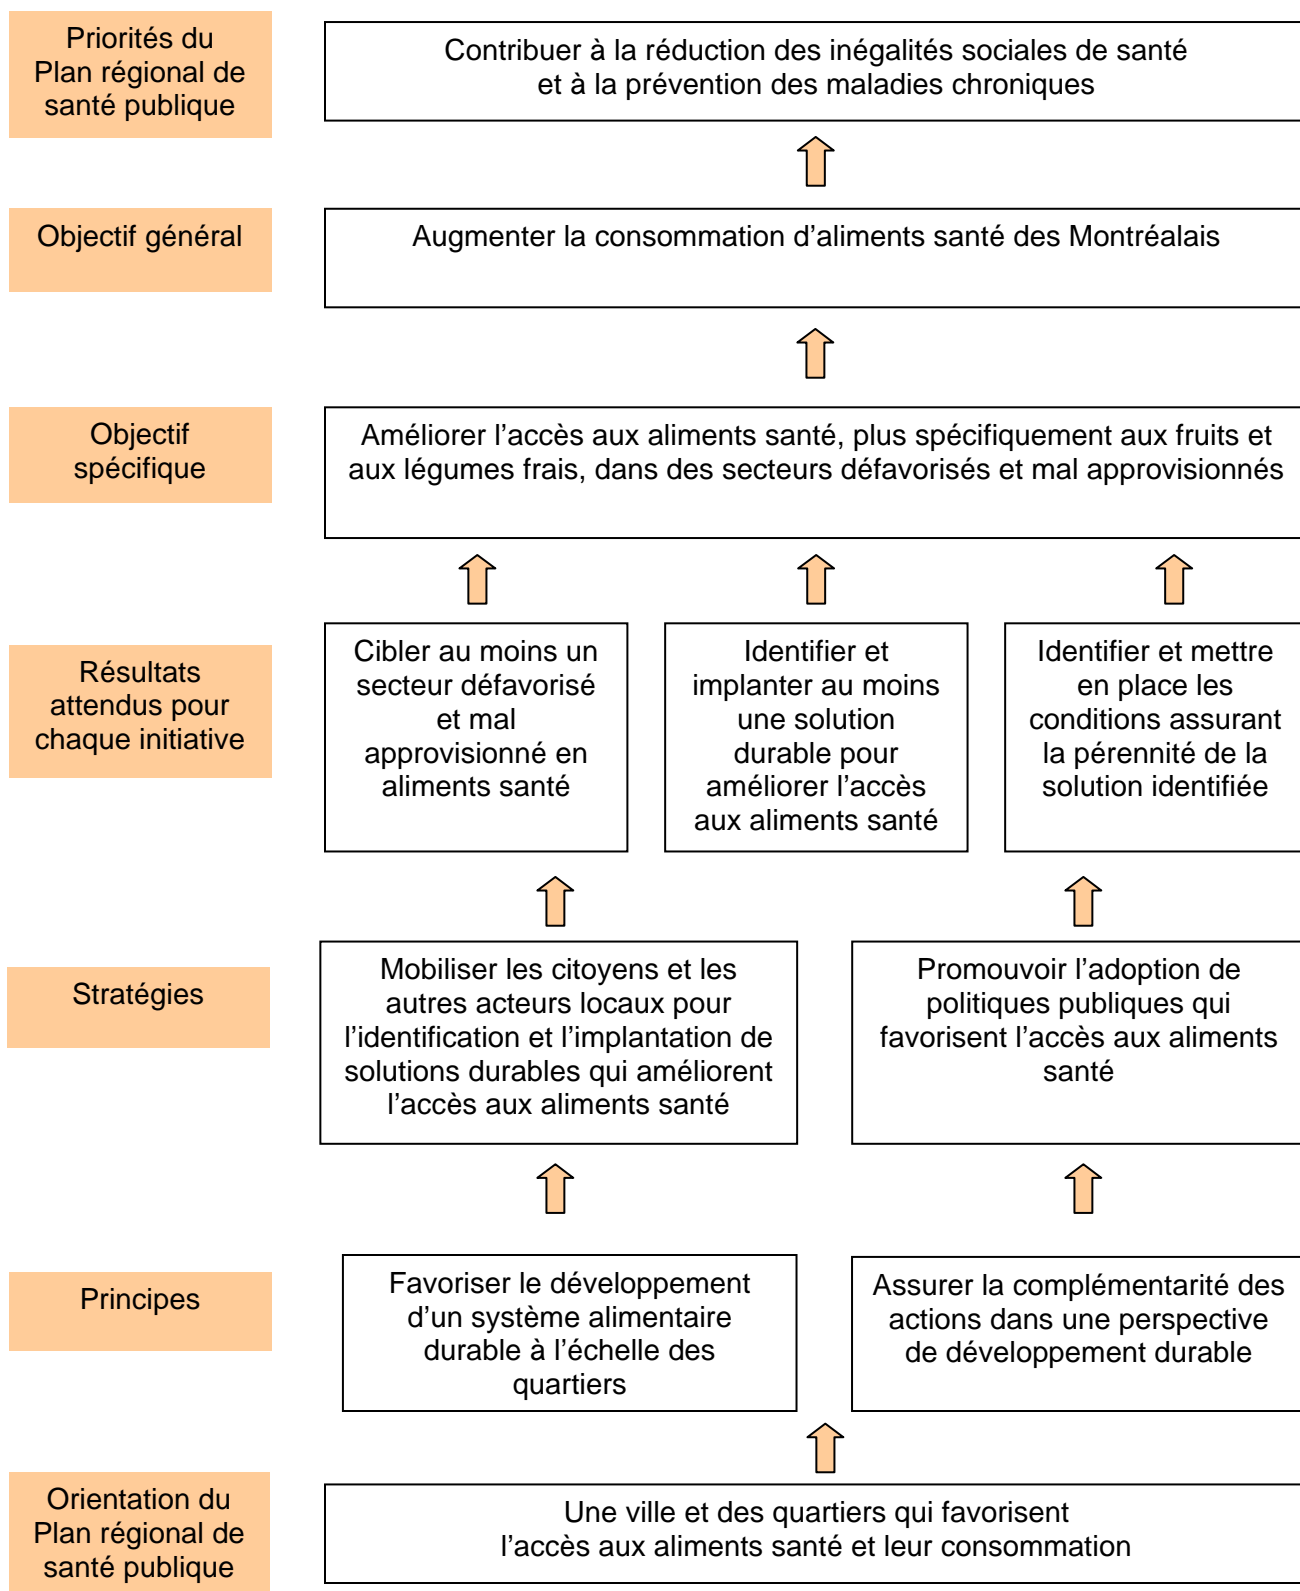 Priorités du
Plan régional de
santé publique
Contribuer à la réduction des inégalités sociales de santé
et à la prévention des maladies chroniques
Objectif général
Augmenter la consommation d’aliments santé des Montréalais
Objectif
spécifique
Améliorer l’accès aux aliments santé, plus spécifiquement aux fruits et
aux légumes frais, dans des secteurs défavorisés et mal approvisionnés
Résultats
attendus pour
chaque initiative
Cibler au moins un
secteur défavorisé
et mal
approvisionné en
aliments santé
Identifier et
implanter au moins
une solution
durable pour
améliorer l’accès
aux aliments santé
Identifier et mettre
en place les
conditions assurant
la pérennité de la
solution identifiée
Stratégies
Mobiliser les citoyens et les
autres acteurs locaux pour
l’identification et l’implantation de
solutions durables qui améliorent
l’accès aux aliments santé
Promouvoir l’adoption de
politiques publiques qui
favorisent l’accès aux aliments
santé
Principes
Favoriser le développement
d’un système alimentaire
durable à l’échelle des
quartiers
Assurer la complémentarité des
actions dans une perspective
de développement durable
Orientation du
Plan régional de
santé publique
Une ville et des quartiers qui favorisent
l’accès aux aliments santé et leur consommation